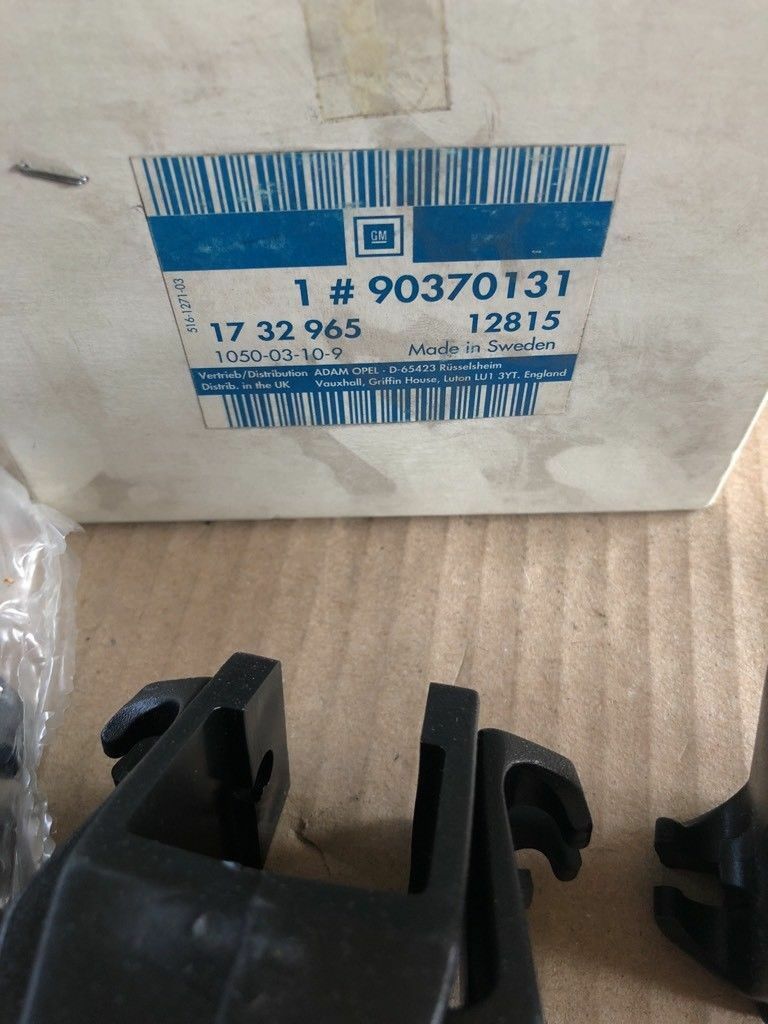 GM
1 # 90370131
17 32 965 12815
1050-03-10-9 Made in Sweden
516-1271-03
Vertrieb/Distribution ADAM OPEL · D-65423 Rüsselsheim
Distrib. in the UK Vauxhall, Griffin House, Luton LU1 3YT. England